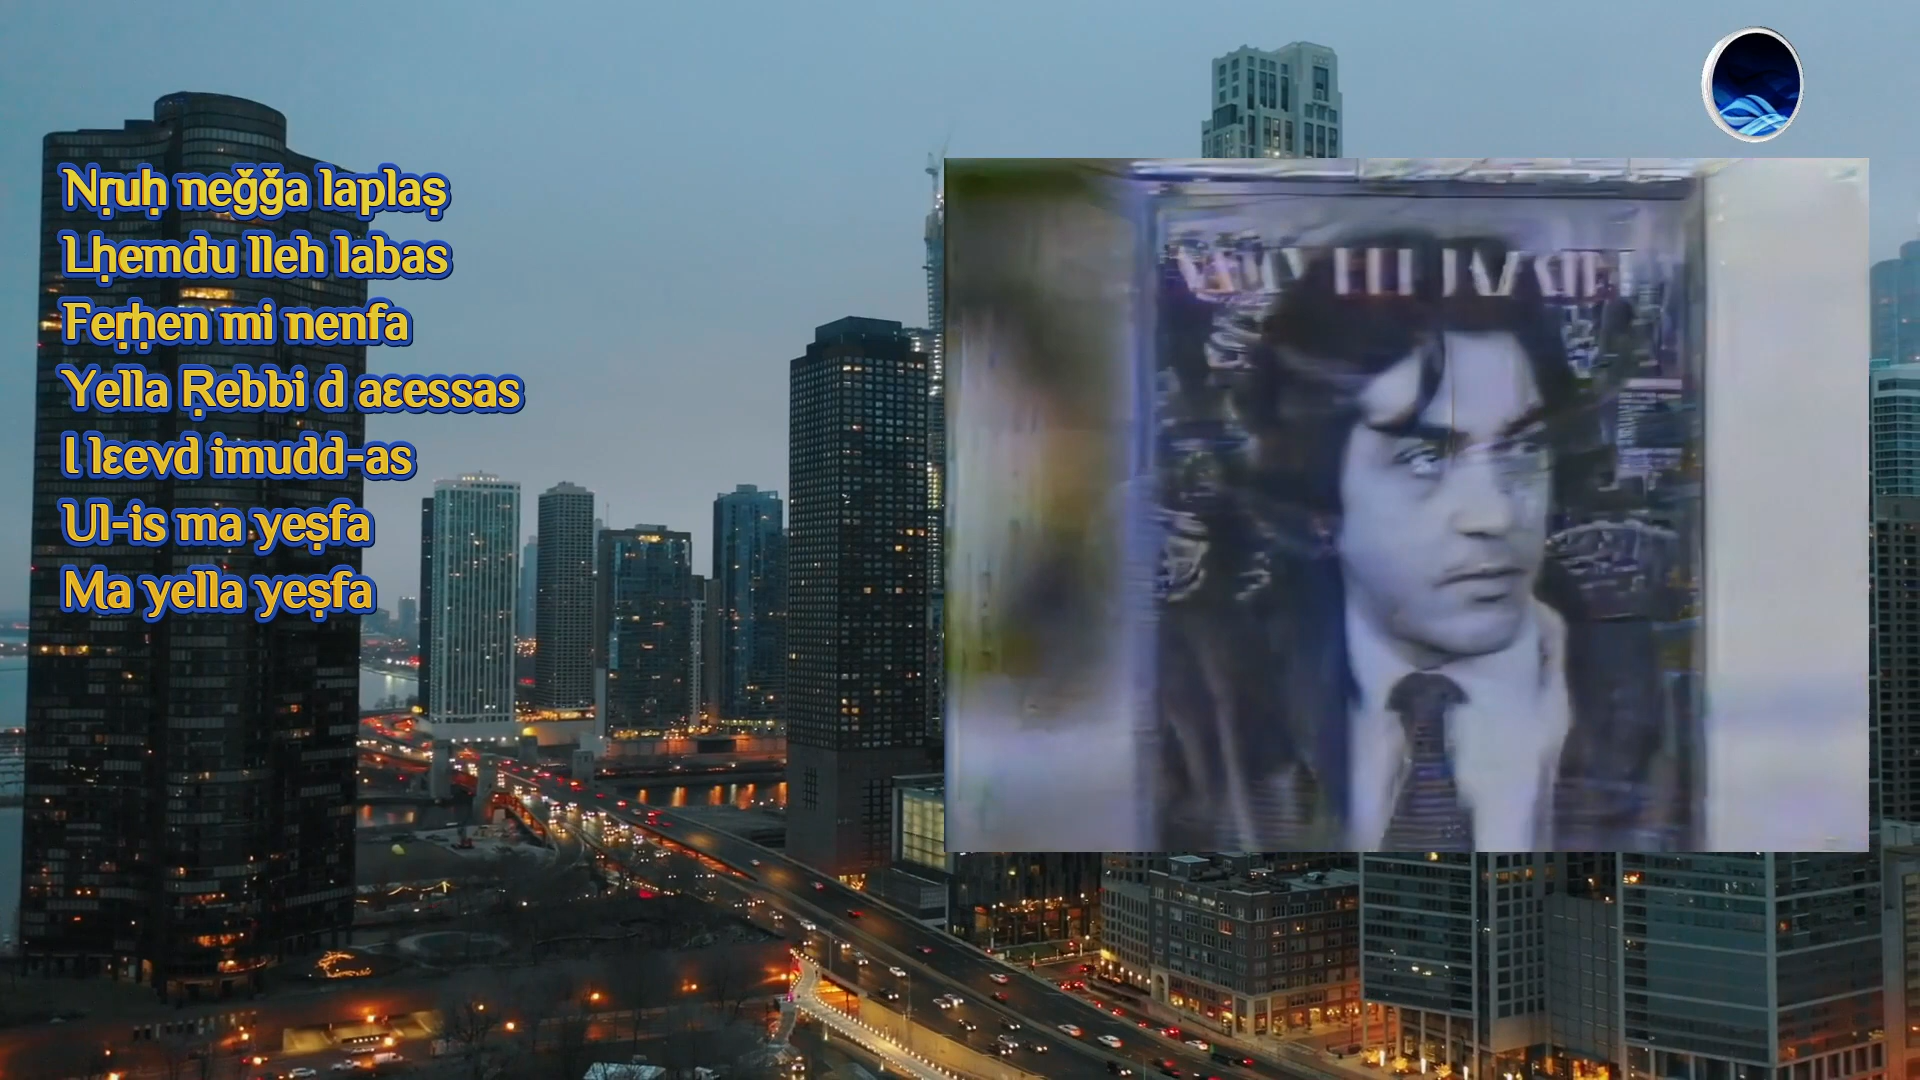 Nṛuḥ neǧǧa laplaṣ
Lḥemdu lleh labas
Feṛḥen mi nenfa
Yella Ṛebbi d aɛessas
I lɛevd imudd-as
Ul-is ma yeṣfa
Ma yella yeṣfa